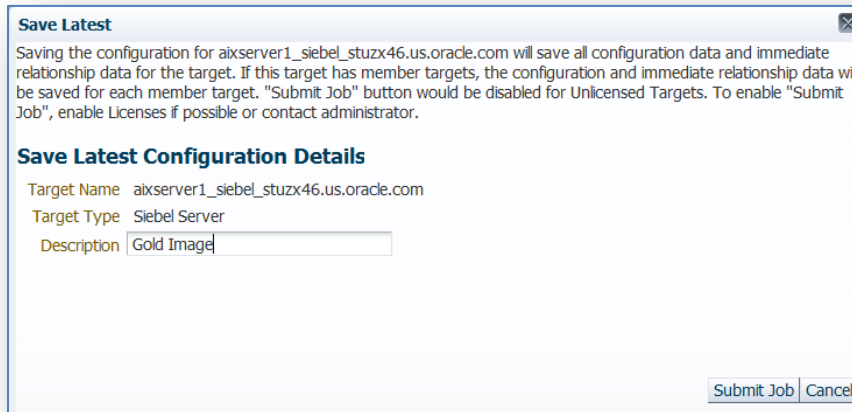 Save Latest
Saving the configuration for aixserver1_siebel_stuzx46.us.oracle.com will save all configuration data and immediate
relationship data for the target. If this target has member targets, the configuration and immediate relationship data wi
be saved for each member target. "Submit Job" button would be disabled for Unlicensed Targets. To enable "Submit
Job", enable Licenses if possible or contact administrator.
Save Latest Configuration Details
Target Name aixserver1_siebel_stuzx46.us.oracle.com
Target Type Siebel Server
Description Gold Image
Submit Job Cancel